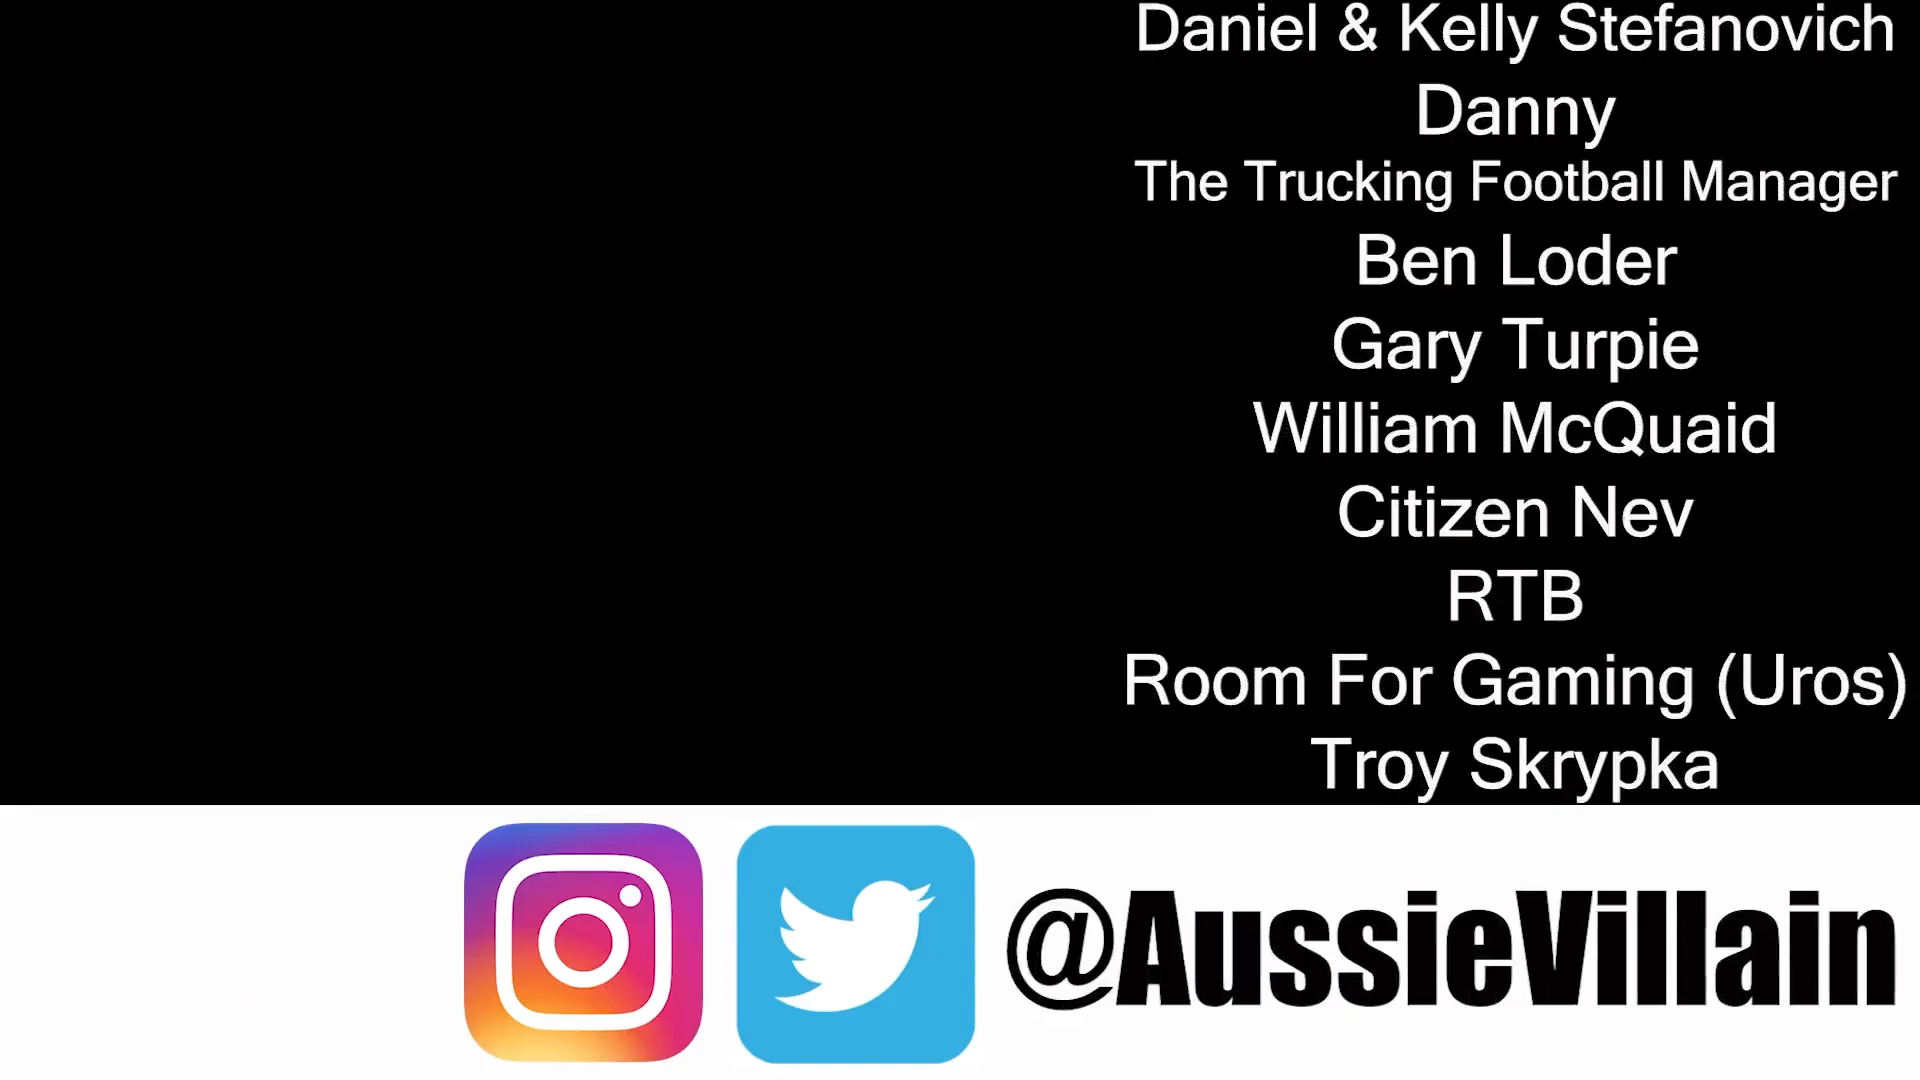 Daniel & Kelly Stefanovich
Danny
The Trucking Football Manager
Ben Loder
Gary Turpie
William McQuaid
Citizen Nev
RTB
Room For Gaming (Uros)
Troy Skrypka
@AussieVillain